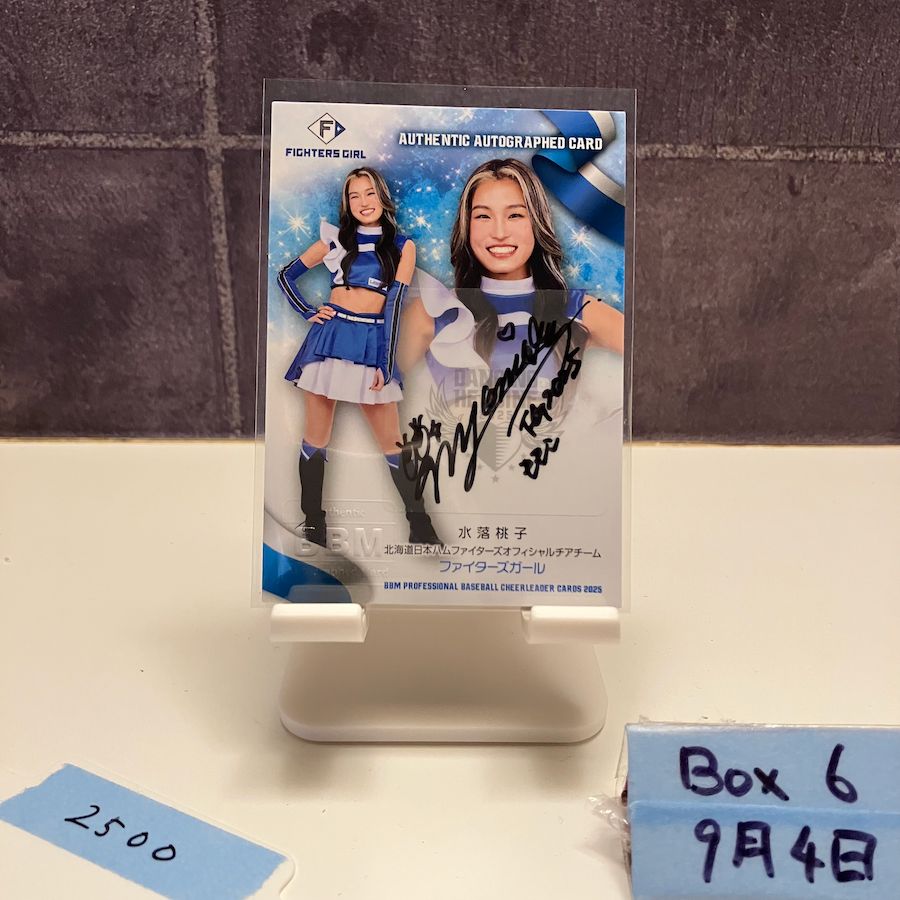 FIGHTERS GIRL
AUTHENTIC AUTOGRAPHED CARD
Authentic
BBM
水落桃子
北海道日本ハムファイターズオフィシャルチアチーム
ファイターズガール
BBM PROFESSIONAL BASEBALL CHEERLEADER CARDS 2025
2500
Box 6
9月4日